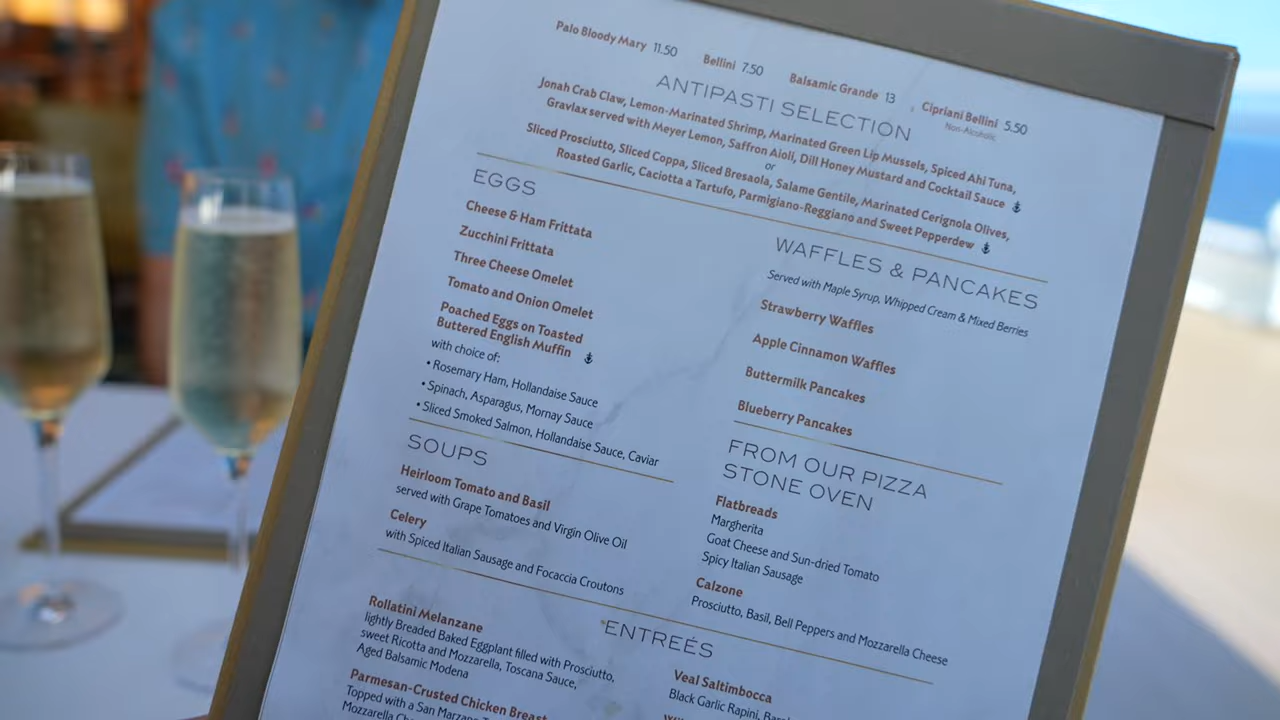 Palo Bloody Mary 11.50 Bellini 7.50 Balsamic Grande 13 Cipriani Bellini 5.50
Non-Alcoholic
ANTIPASTI SELECTION
Jonah Crab Claw, Lemon-Marinated Shrimp, Marinated Green Lip Mussels, Spiced Ahi Tuna,
Gravlax served with Meyer Lemon, Saffron Aioli, Dill Honey Mustard and Cocktail Sauce
or
Sliced Prosciutto, Sliced Coppa, Sliced Bresaola, Salame Gentile, Marinated Cerignola Olives,
Roasted Garlic, Caciotta a Tartufo, Parmigiano-Reggiano and Sweet Pepperdew
EGGS
Cheese & Ham Frittata
Zucchini Frittata
Three Cheese Omelet
Tomato and Onion Omelet
Poached Eggs on Toasted
Buttered English Muffin
with choice of:
• Rosemary Ham, Hollandaise Sauce
• Spinach, Asparagus, Mornay Sauce
• Sliced Smoked Salmon, Hollandaise Sauce, Caviar
SOUPS
Heirloom Tomato and Basil
served with Grape Tomatoes and Virgin Olive Oil
Celery
with Spiced Italian Sausage and Focaccia Croutons
WAFFLES & PANCAKES
Served with Maple Syrup, Whipped Cream & Mixed Berries
Strawberry Waffles
Apple Cinnamon Waffles
Buttermilk Pancakes
Blueberry Pancakes
FROM OUR PIZZA
STONE OVEN
Flatbreads
Margherita
Goat Cheese and Sun-dried Tomato
Spicy Italian Sausage
Calzone
Prosciutto, Basil, Bell Peppers and Mozzarella Cheese
ENTREÉS
Rollatini Melanzane
lightly Breaded Baked Eggplant filled with Prosciutto,
sweet Ricotta and Mozzarella, Toscana Sauce,
Aged Balsamic Modena
Parmesan-Crusted Chicken Breast
Topped with a San Marzano
Mozzarella
Veal Saltimbocca
Black Garlic Rapini,